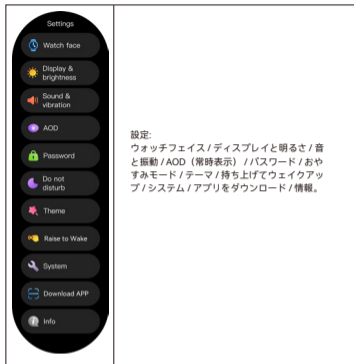 Settings
Watch face
Display &
brightness
Sound &
vibration
AOD
Password
Do not
disturb
Theme
Raise to Wake
System
Download APP
Info
設定:
ウォッチフェイス / ディスプレイと明るさ / 音
と振動 / AOD（常時表示） / パスワード / おや
すみモード / テーマ / 持ち上げてウェイクアッ
プ / システム / アプリをダウンロード / 情報。